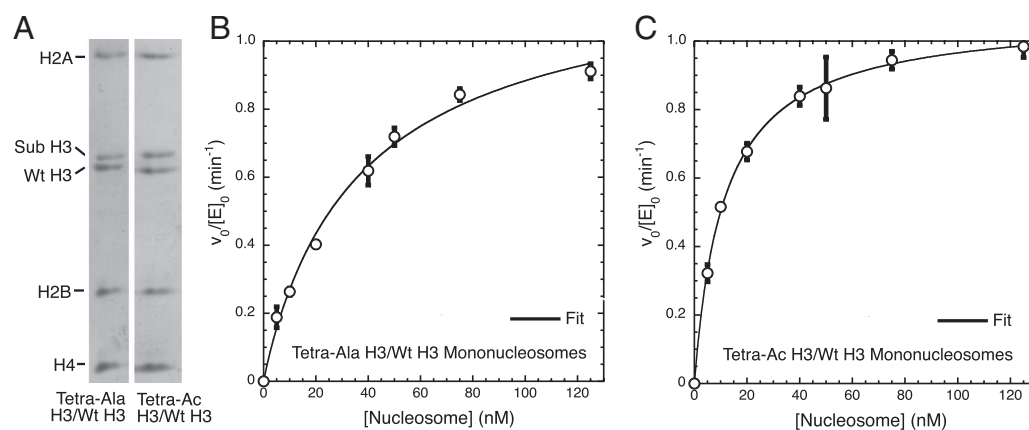 A
H2A
Sub H3
Wt H3
H2B
H4
Tetra-Ala
H3/Wt H3
Tetra-Ac
H3/Wt H3
B
1.0
0.8
0.6
0.4
0.2
0
v₀/[E]₀ (min⁻¹)
Fit
Tetra-Ala H3/Wt H3 Mononucleosomes
0 20 40 60 80 100 120
[Nucleosome] (nM)
C
1.0
0.8
0.6
0.4
0.2
0
v₀/[E]₀ (min⁻¹)
Fit
Tetra-Ac H3/Wt H3 Mononucleosomes
0 20 40 60 80 100 120
[Nucleosome] (nM)